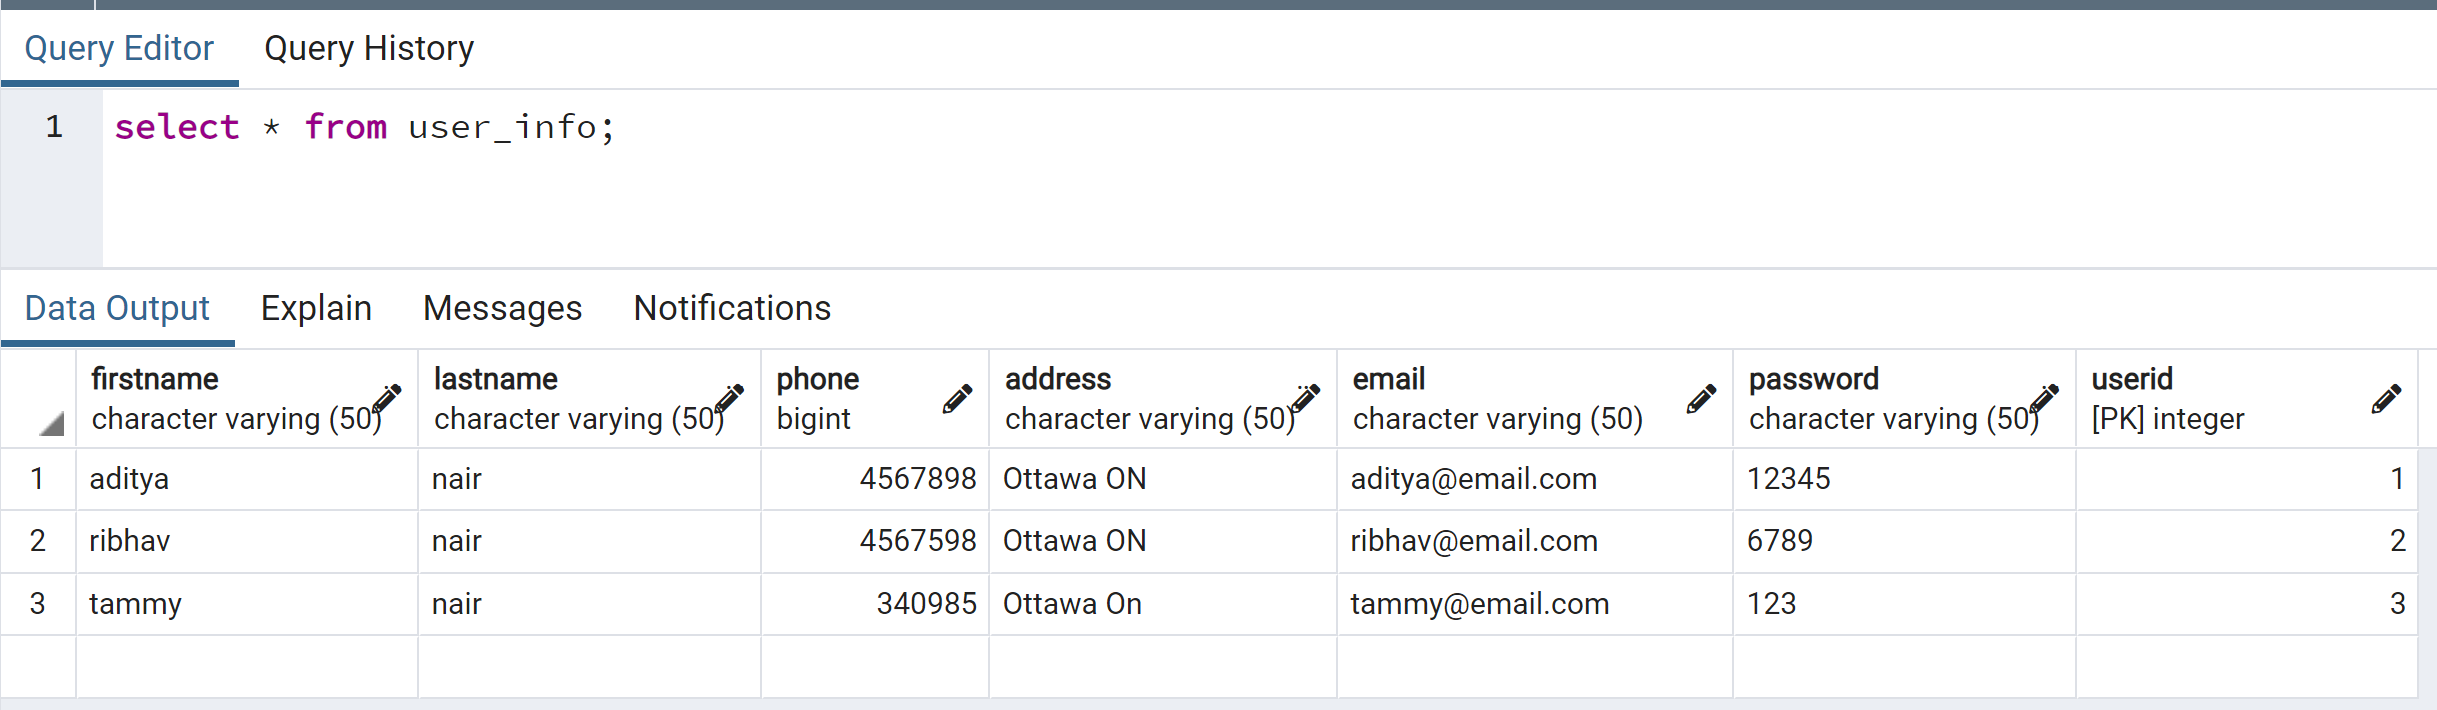 Query Editor Query History
1 select * from user_info;
Data Output Explain Messages Notifications
firstname lastname phone address email password userid
character varying (50) character varying (50) bigint character varying (50) character varying (50) character varying (50) [PK] integer
1 aditya nair 4567898 Ottawa ON aditya@email.com 12345 1
2 ribhav nair 4567598 Ottawa ON ribhav@email.com 6789 2
3 tammy nair 340985 Ottawa On tammy@email.com 123 3